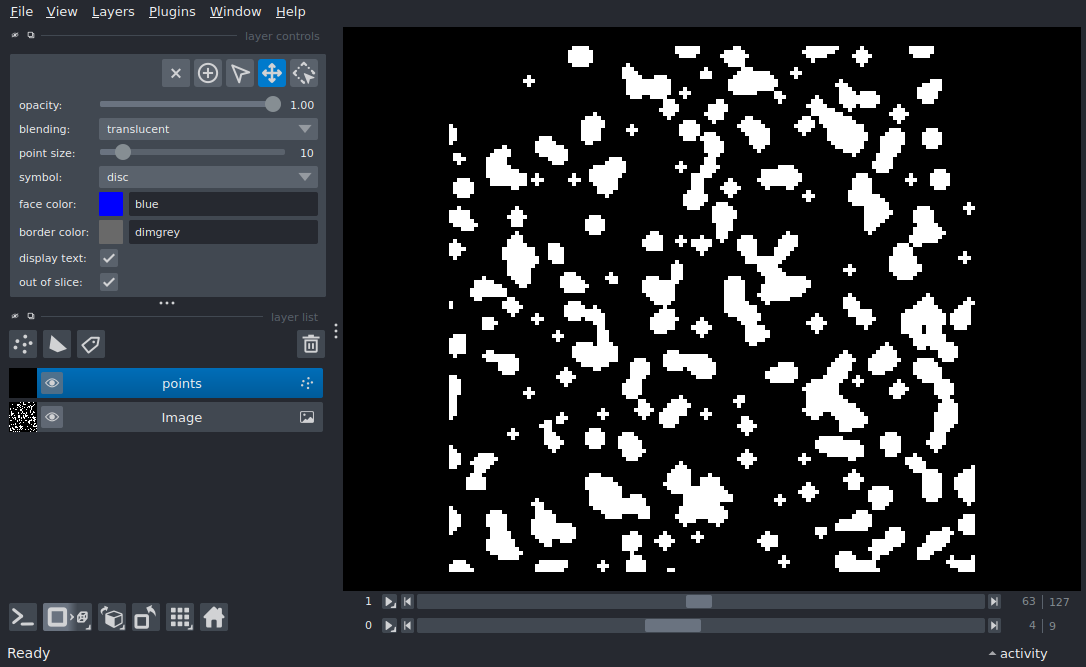 File View Layers Plugins Window Help
layer controls
opacity: 1.00
blending: translucent
point size: 10
symbol: disc
face color: blue
border color: dimgrey
display text:
out of slice:
layer list
points
Image
1 63 | 127
0 4 | 9
Ready activity